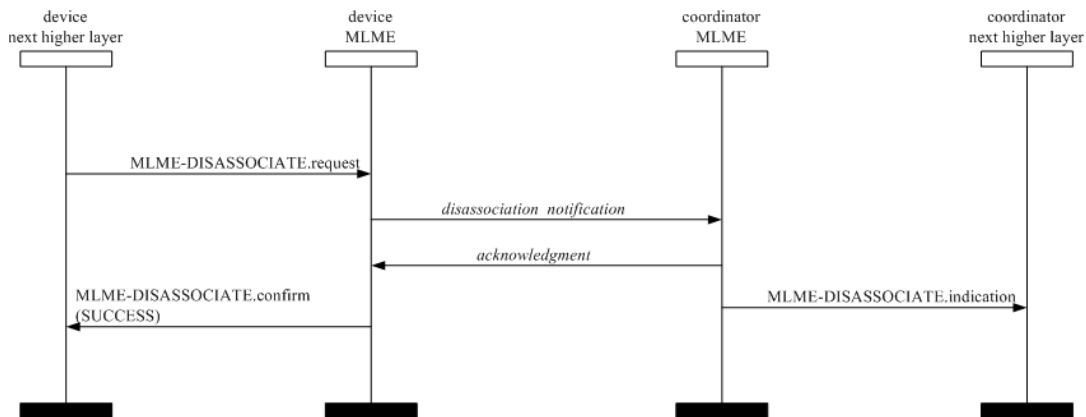 device
next higher layer
device
MLME
coordinator
MLME
coordinator
next higher layer
MLME-DISASSOCIATE.request
disassociation notification
acknowledgment
MLME-DISASSOCIATE.confirm
(SUCCESS)
MLME-DISASSOCIATE.indication